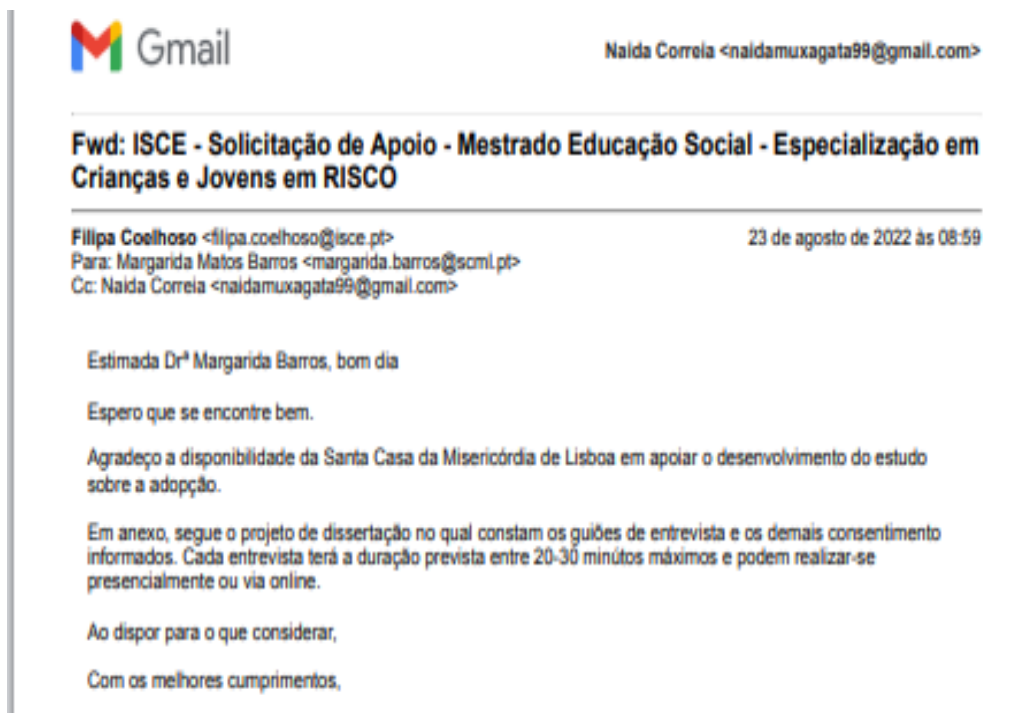 Gmail
Naida Correia <naidamuxagata99@gmail.com>
Fwd: ISCE - Solicitação de Apoio - Mestrado Educação Social - Especialização em
Crianças e Jovens em RISCO
Filipa Coelhoso <filipa.coelhoso@isce.pt>
23 de agosto de 2022 às 08:59
Para: Margarida Matos Barros <margarida.barros@scml.pt>
Cc: Naida Correia <naidamuxagata99@gmail.com>
Estimada Drª Margarida Barros, bom dia
Espero que se encontre bem.
Agradeço a disponibilidade da Santa Casa da Misericórdia de Lisboa em apoiar o desenvolvimento do estudo
sobre a adopção.
Em anexo, segue o projeto de dissertação no qual constam os guiões de entrevista e os demais consentimento
informados. Cada entrevista terá a duração prevista entre 20-30 minútos máximos e podem realizar-se
presencialmente ou via online.
Ao dispor para o que considerar,
Com os melhores cumprimentos,